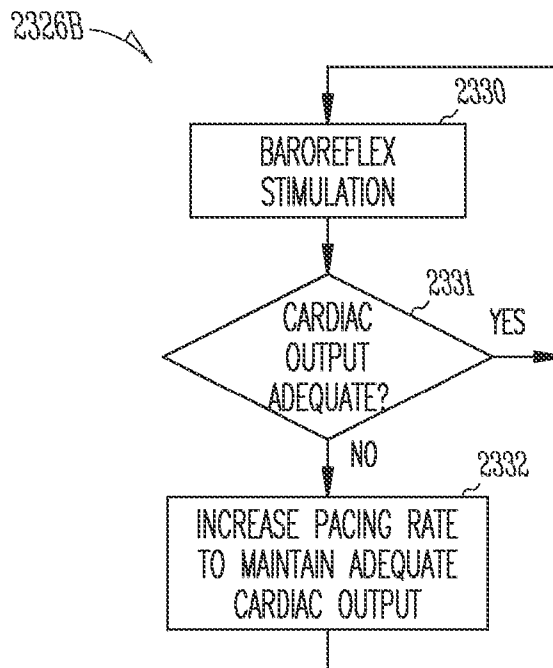 2326B
2330
BAROREFLEX
STIMULATION
2331
CARDIAC
OUTPUT
ADEQUATE?
YES
NO
2332
INCREASE PACING RATE
TO MAINTAIN ADEQUATE
CARDIAC OUTPUT